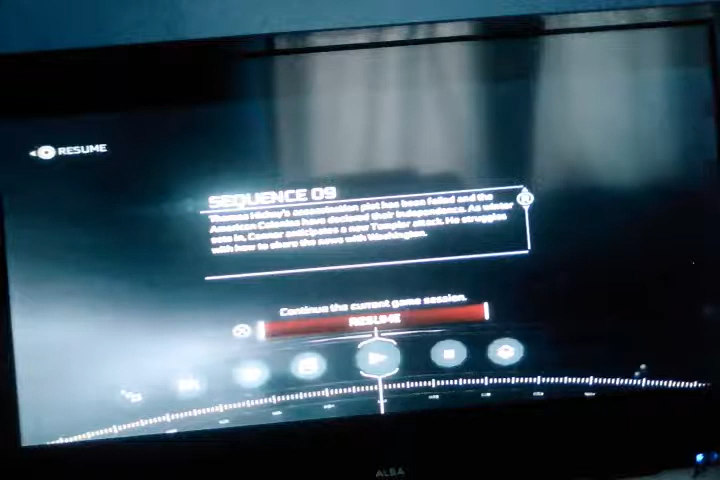 RESUME
SEQUENCE 09
Thomas Hickey's assassination plot has been foiled and the
American Colonies have declared their independence. As winter
sets in, Connor anticipates a new Templar attack. He struggles
with how to share the news with Washington.
Continue the current game session.
RESUME
ALBA